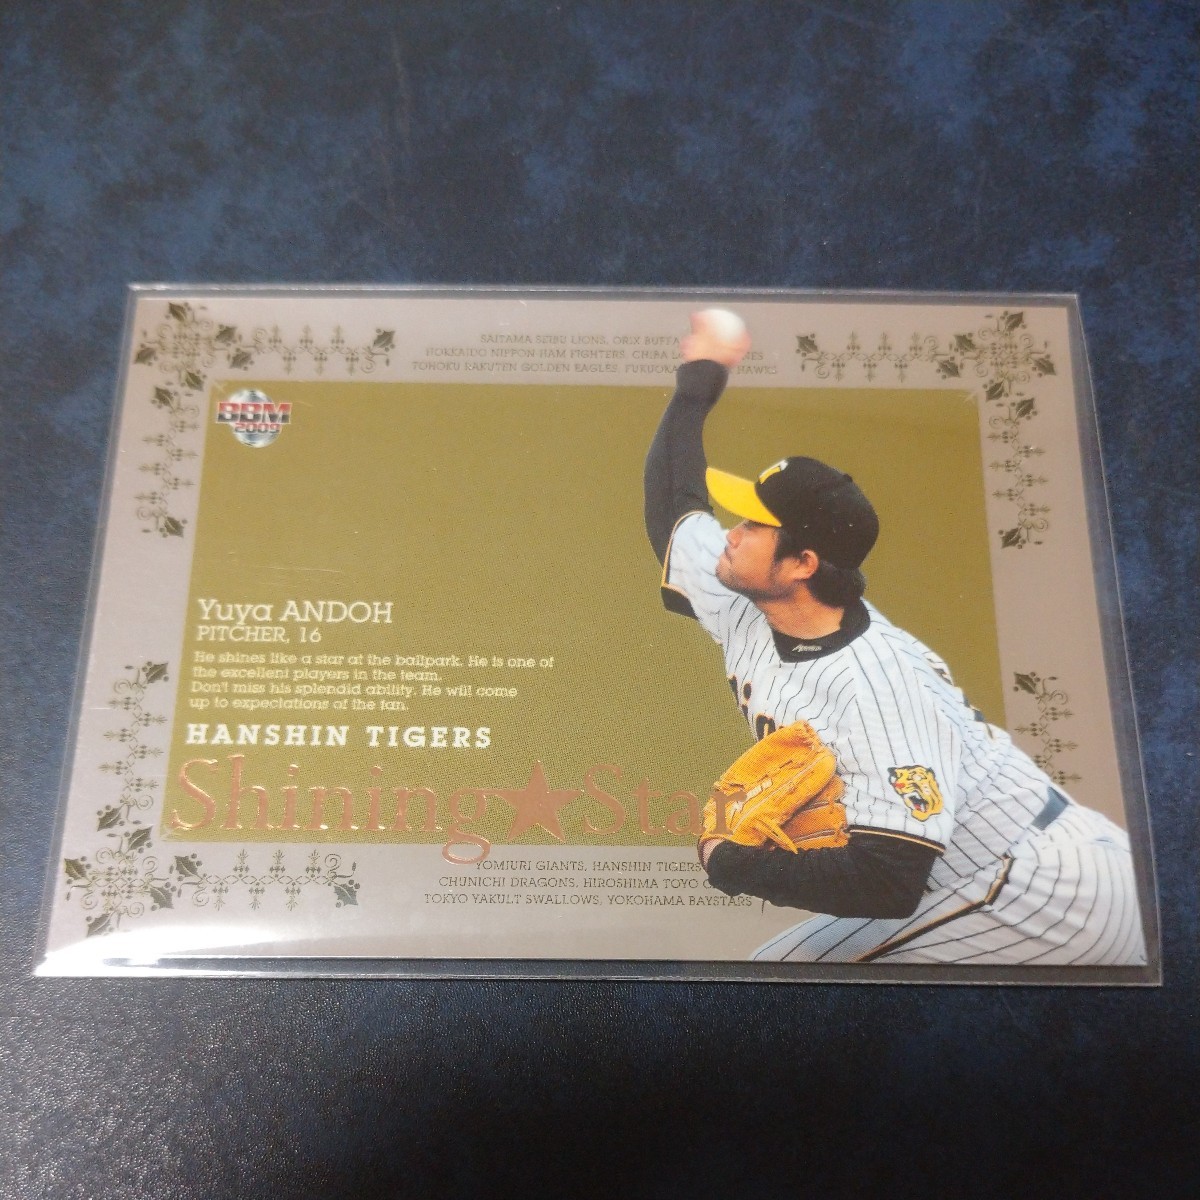 SAITAMA SEIBU LIONS, ORIX
HOKKAIDO NIPPON-HAM FIGHTERS, CHIBA
TOHOKU RAKUTEN GOLDEN EAGLES, FUKUOKA HAWKS
BBM
2009
Yuya ANDOH
PITCHER, 16
He shines like a star at the ballpark. He is one of
the excellent players in the team.
Don't miss his splendid ability. He will come
up to expectations of the fan.
HANSHIN TIGERS
Shining★Star
YOMIURI GIANTS, HANSHIN TIGERS
CHUNICHI DRAGONS, HIROSHIMA TOYO
TOKYO YAKULT SWALLOWS, YOKOHAMA BAYSTARS